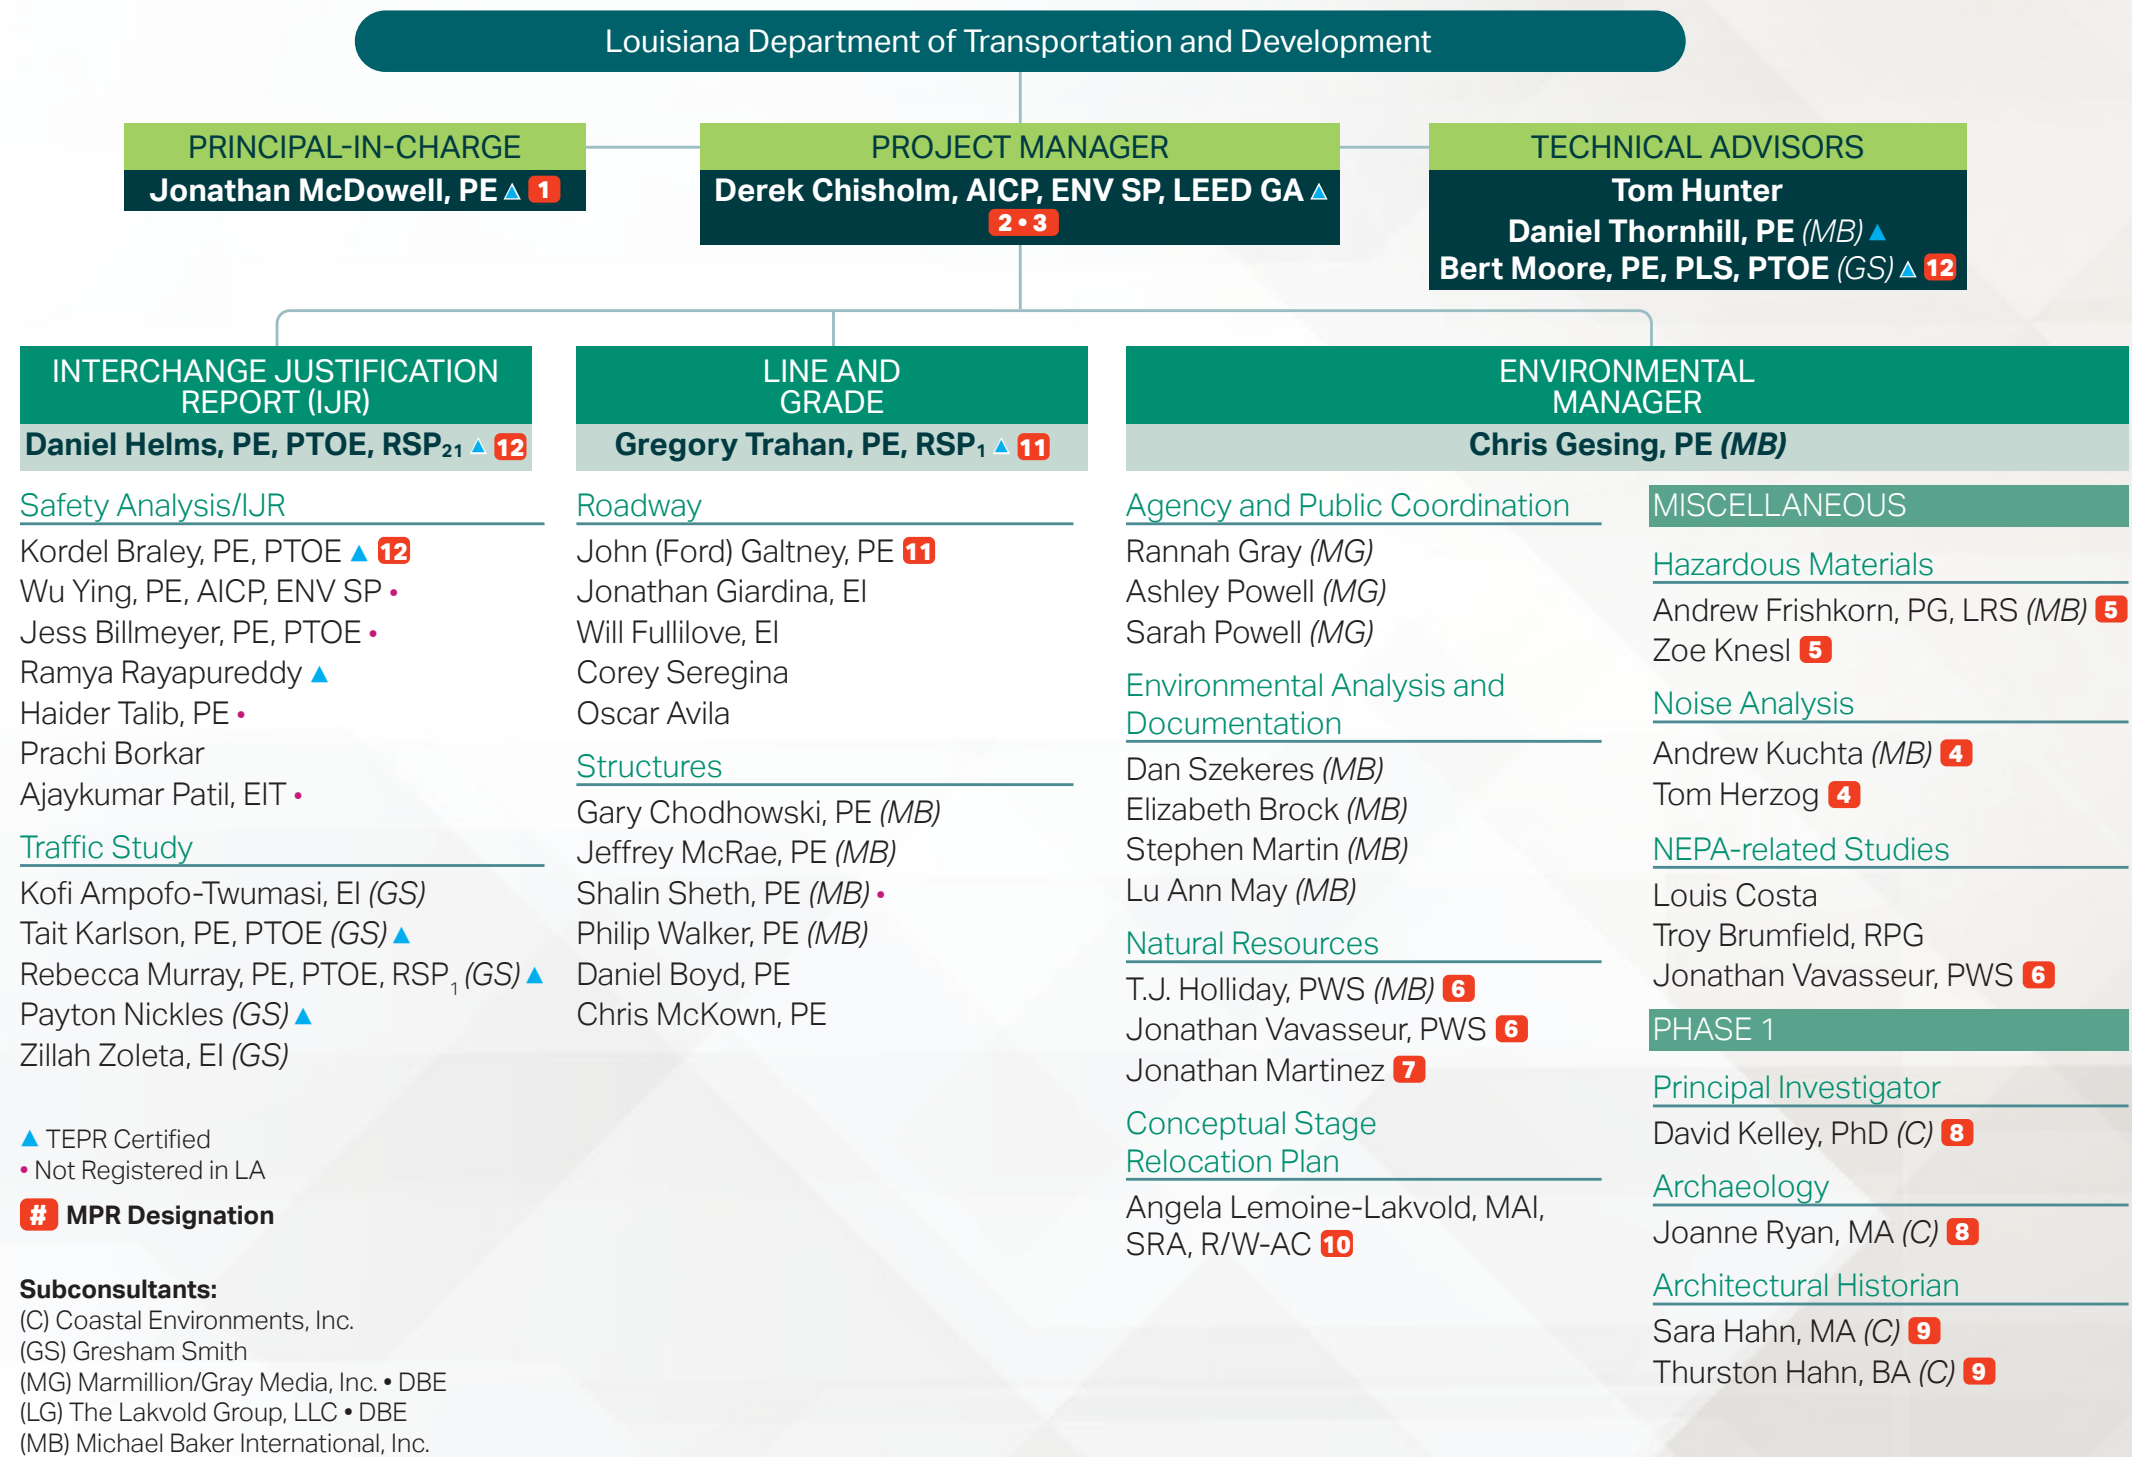 Louisiana Department of Transportation and Development
PRINCIPAL-IN-CHARGE
Jonathan McDowell, PE ▲ 1
PROJECT MANAGER
Derek Chisholm, AICP, ENV SP, LEED GA ▲
2 • 3
TECHNICAL ADVISORS
Tom Hunter
Daniel Thornhill, PE (MB) ▲
Bert Moore, PE, PLS, PTOE (GS) ▲ 12
INTERCHANGE JUSTIFICATION
REPORT (IJR)
Daniel Helms, PE, PTOE, RSP21 ▲ 12
Safety Analysis/IJR
Kordel Braley, PE, PTOE ▲ 12
Wu Ying, PE, AICP, ENV SP •
Jess Billmeyer, PE, PTOE •
Ramya Rayapureddy ▲
Haider Talib, PE •
Prachi Borkar
Ajaykumar Patil, EIT •
Traffic Study
Kofi Ampofo-Twumasi, EI (GS)
Tait Karlson, PE, PTOE (GS) ▲
Rebecca Murray, PE, PTOE, RSP1 (GS) ▲
Payton Nickles (GS) ▲
Zillah Zoleta, EI (GS)
▲ TEPR Certified
• Not Registered in LA
# MPR Designation
Subconsultants:
(C) Coastal Environments, Inc.
(GS) Gresham Smith
(MG) Marmillion/Gray Media, Inc. • DBE
(LG) The Lakvold Group, LLC • DBE
(MB) Michael Baker International, Inc.
LINE AND
GRADE
Gregory Trahan, PE, RSP1 ▲ 11
Roadway
John (Ford) Galtney, PE 11
Jonathan Giardina, EI
Will Fullilove, EI
Corey Seregina
Oscar Avila
Structures
Gary Chodhowski, PE (MB)
Jeffrey McRae, PE (MB)
Shalin Sheth, PE (MB) •
Philip Walker, PE (MB)
Daniel Boyd, PE
Chris McKown, PE
ENVIRONMENTAL
MANAGER
Chris Gesing, PE (MB)
Agency and Public Coordination
Rannah Gray (MG)
Ashley Powell (MG)
Sarah Powell (MG)
Environmental Analysis and
Documentation
Dan Szekeres (MB)
Elizabeth Brock (MB)
Stephen Martin (MB)
Lu Ann May (MB)
Natural Resources
T.J. Holliday, PWS (MB) 6
Jonathan Vavasseur, PWS 6
Jonathan Martinez 7
Conceptual Stage
Relocation Plan
Angela Lemoine-Lakvold, MAI,
SRA, R/W-AC 10
MISCELLANEOUS
Hazardous Materials
Andrew Frishkorn, PG, LRS (MB) 5
Zoe Knesl 5
Noise Analysis
Andrew Kuchta (MB) 4
Tom Herzog 4
NEPA-related Studies
Louis Costa
Troy Brumfield, RPG
Jonathan Vavasseur, PWS 6
PHASE 1
Principal Investigator
David Kelley, PhD (C) 8
Archaeology
Joanne Ryan, MA (C) 8
Architectural Historian
Sara Hahn, MA (C) 9
Thurston Hahn, BA (C) 9